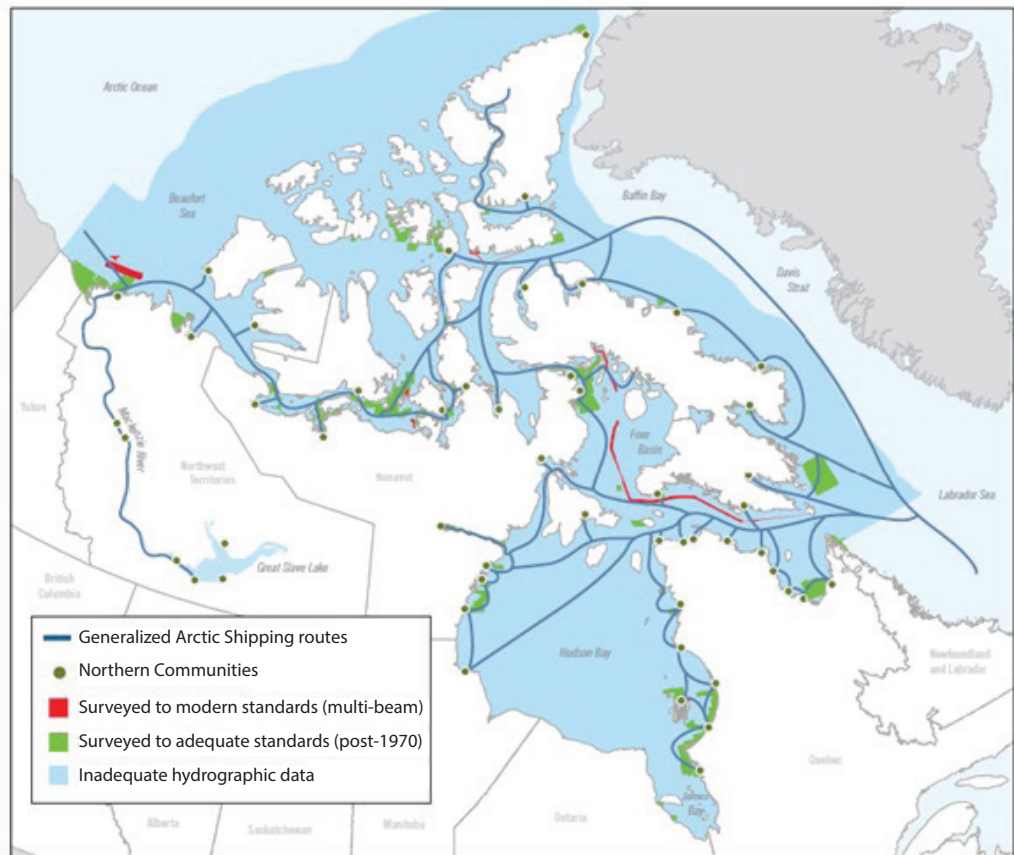 Arctic Ocean
Beaufort
Sea
Baffin Bay
Davis
Strait
Yukon
Mackenzie River
Northwest
Territories
Nunavut
Foxe
Basin
Labrador Sea
Great Slave Lake
British
Columbia
Hudson Bay
Newfoundland
and Labrador
Quebec
James
Bay
Alberta
Saskatchewan
Manitoba
Ontario
Generalized Arctic Shipping routes
Northern Communities
Surveyed to modern standards (multi-beam)
Surveyed to adequate standards (post-1970)
Inadequate hydrographic data